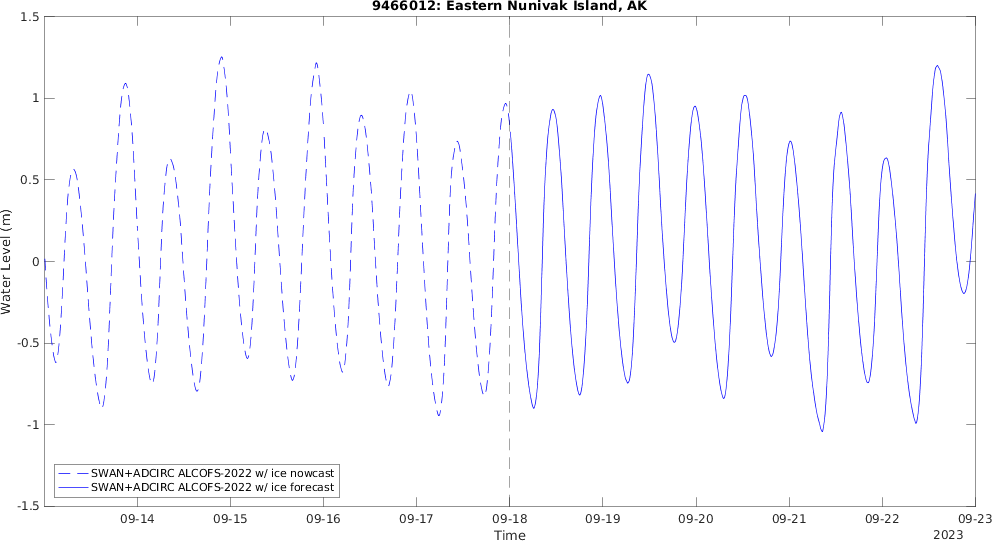 9466012: Eastern Nunivak Island, AK
1.5
1
0.5
0
-0.5
-1
-1.5
Water Level (m)
SWAN+ADCIRC ALCOFS-2022 w/ ice nowcast
SWAN+ADCIRC ALCOFS-2022 w/ ice forecast
09-14 09-15 09-16 09-17 09-18 09-19 09-20 09-21 09-22 09-23
Time
2023